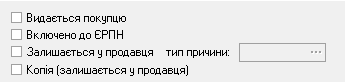 Видається покупцю
Включено до ЄРПН
Залишається у продавця тип причини: ...
Копія (залишається у продавця)